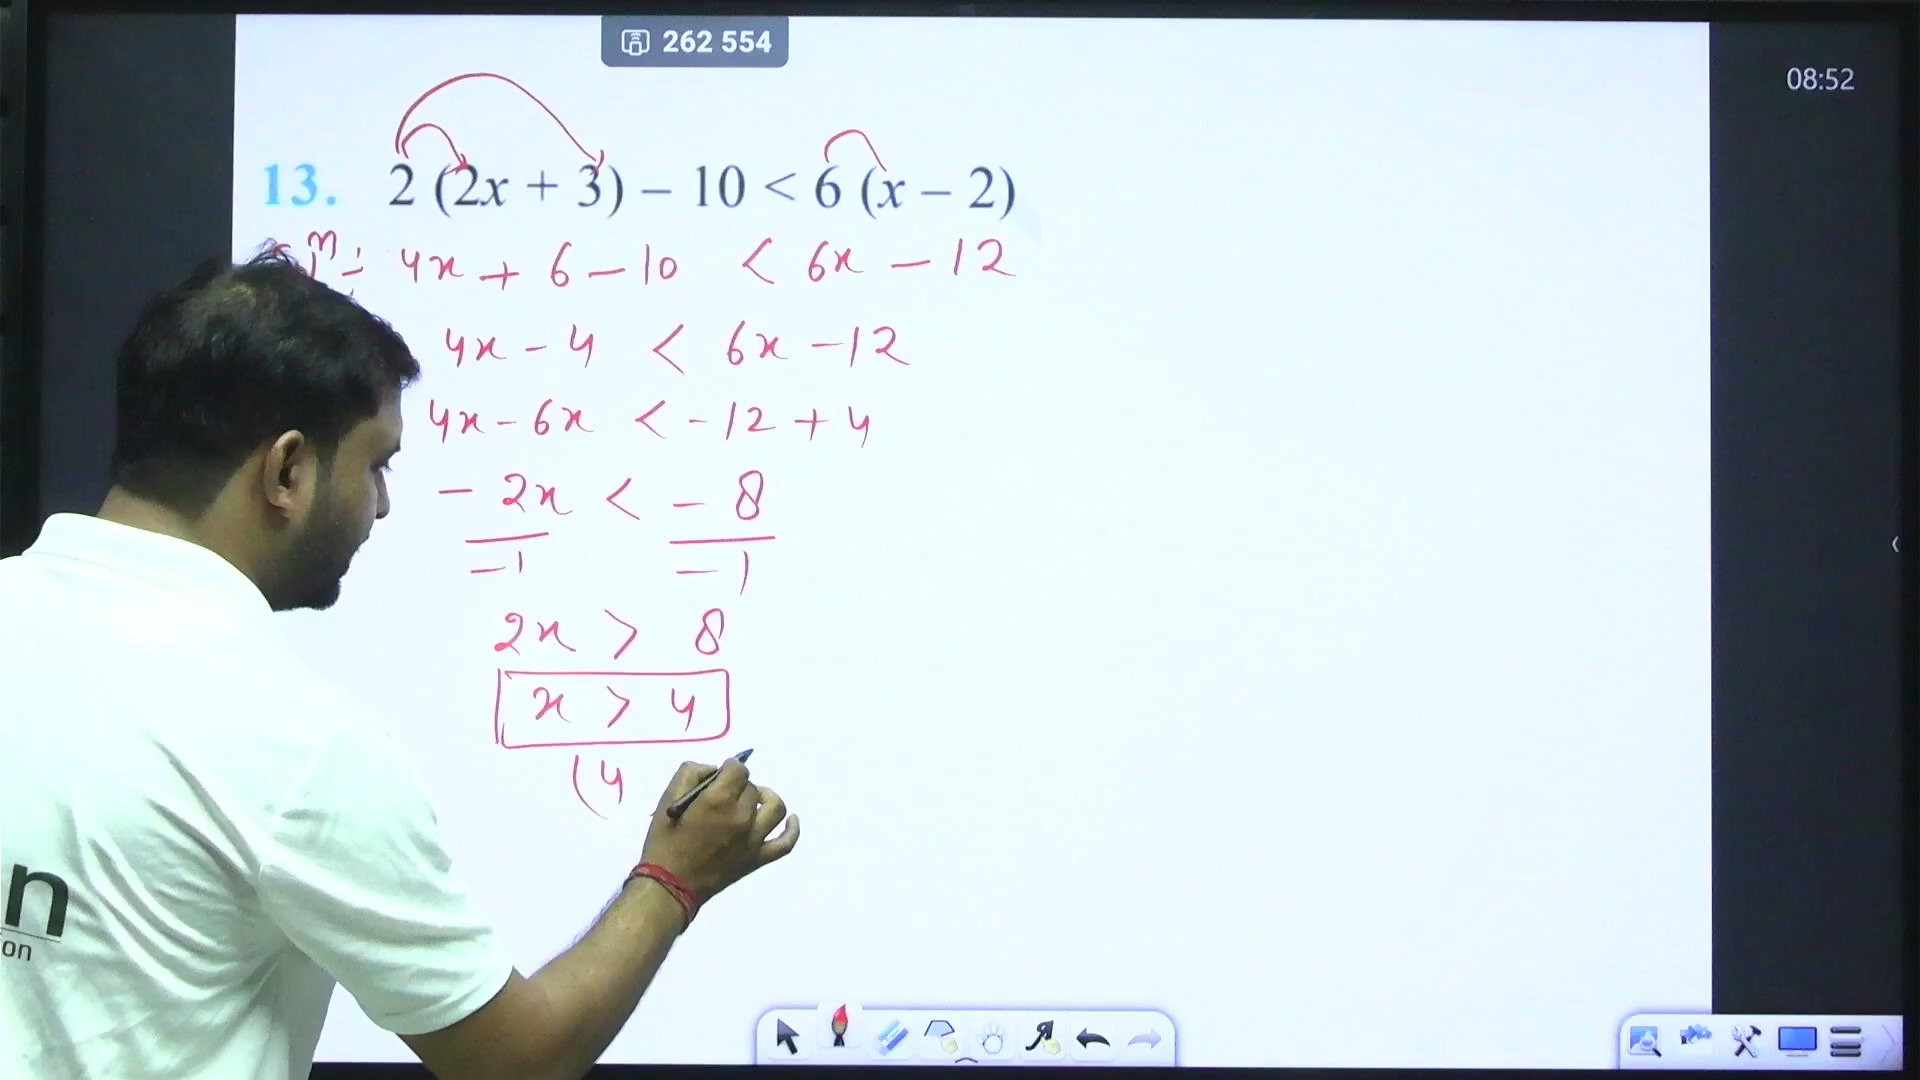 262 554
08:52
13. 2 (2x + 3) – 10 < 6 (x – 2)
4x + 6 – 10 < 6x – 12
4x – 4 < 6x – 12
4x – 6x < – 12 + 4
– 2x < – 8
–1 –1
2x > 8
x > 4
(4
n
on